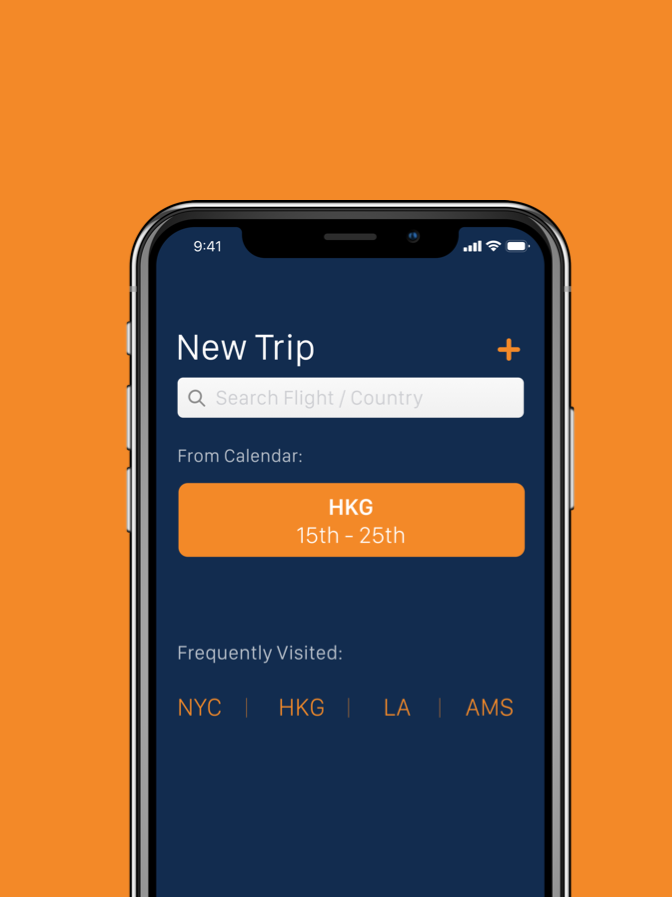 9:41
New Trip
Search Flight / Country
From Calendar:
HKG
15th - 25th
Frequently Visited:
NYC | HKG | LA | AMS